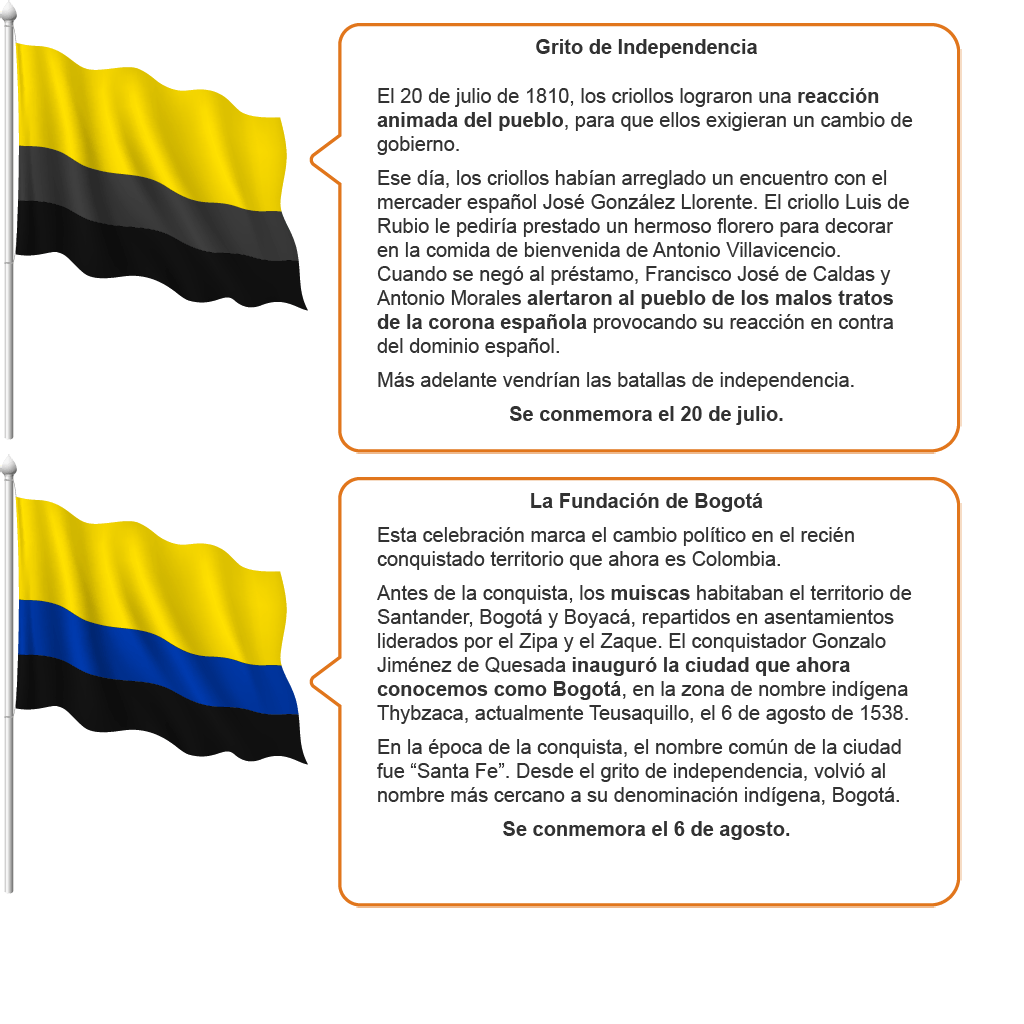 Grito de Independencia
El 20 de julio de 1810, los criollos lograron una reacción
animada del pueblo, para que ellos exigieran un cambio de
gobierno.
Ese día, los criollos habían arreglado un encuentro con el
mercader español José González Llorente. El criollo Luis de
Rubio le pediría prestado un hermoso florero para decorar
en la comida de bienvenida de Antonio Villavicencio.
Cuando se negó al préstamo, Francisco José de Caldas y
Antonio Morales alertaron al pueblo de los malos tratos
de la corona española provocando su reacción en contra
del dominio español.
Más adelante vendrían las batallas de independencia.
Se conmemora el 20 de julio.
La Fundación de Bogotá
Esta celebración marca el cambio político en el recién
conquistado territorio que ahora es Colombia.
Antes de la conquista, los muiscas habitaban el territorio de
Santander, Bogotá y Boyacá, repartidos en asentamientos
liderados por el Zipa y el Zaque. El conquistador Gonzalo
Jiménez de Quesada inauguró la ciudad que ahora
conocemos como Bogotá, en la zona de nombre indígena
Thybzaca, actualmente Teusaquillo, el 6 de agosto de 1538.
En la época de la conquista, el nombre común de la ciudad
fue “Santa Fe”. Desde el grito de independencia, volvió al
nombre más cercano a su denominación indígena, Bogotá.
Se conmemora el 6 de agosto.